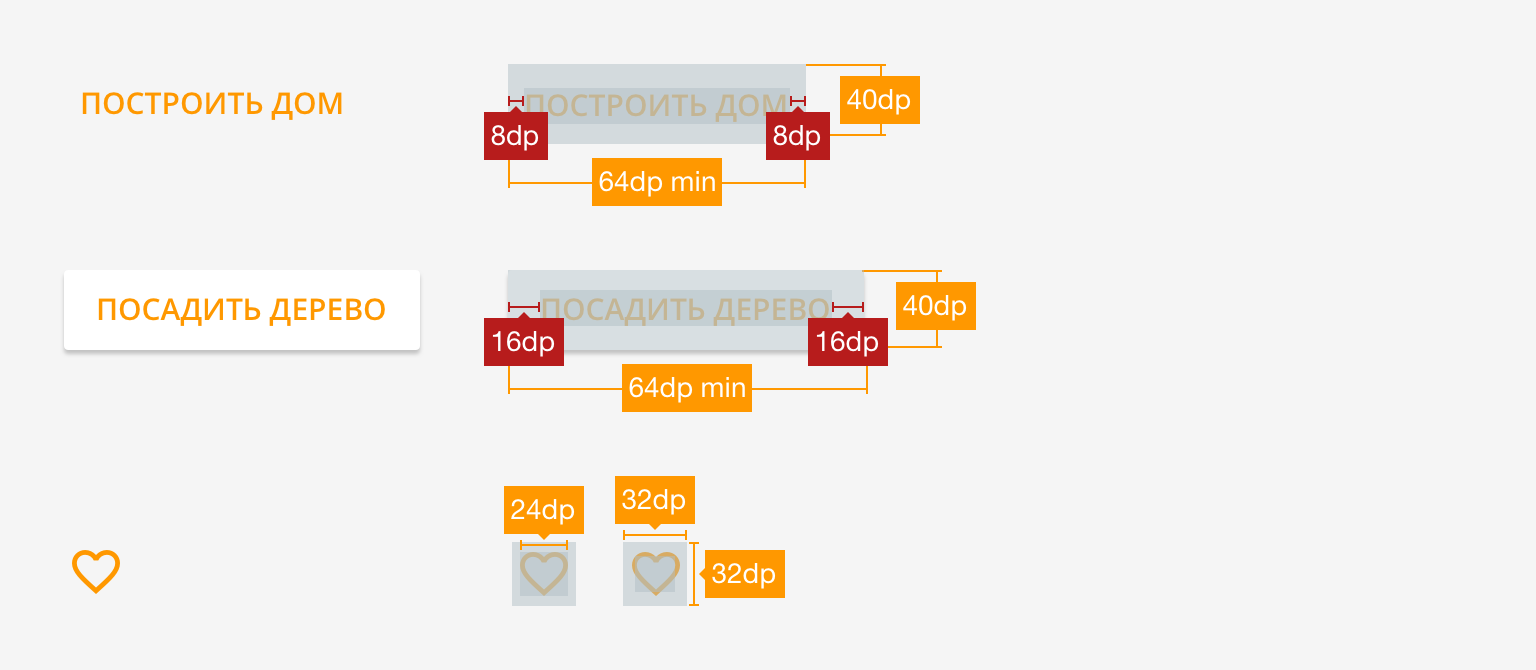 ПОСТРОИТЬ ДОМ
ПОСТРОИТЬ ДОМ
40dp
8dp
8dp
64dp min
ПОСАДИТЬ ДЕРЕВО
ПОСАДИТЬ ДЕРЕВО
40dp
16dp
16dp
64dp min
24dp
32dp
32dp